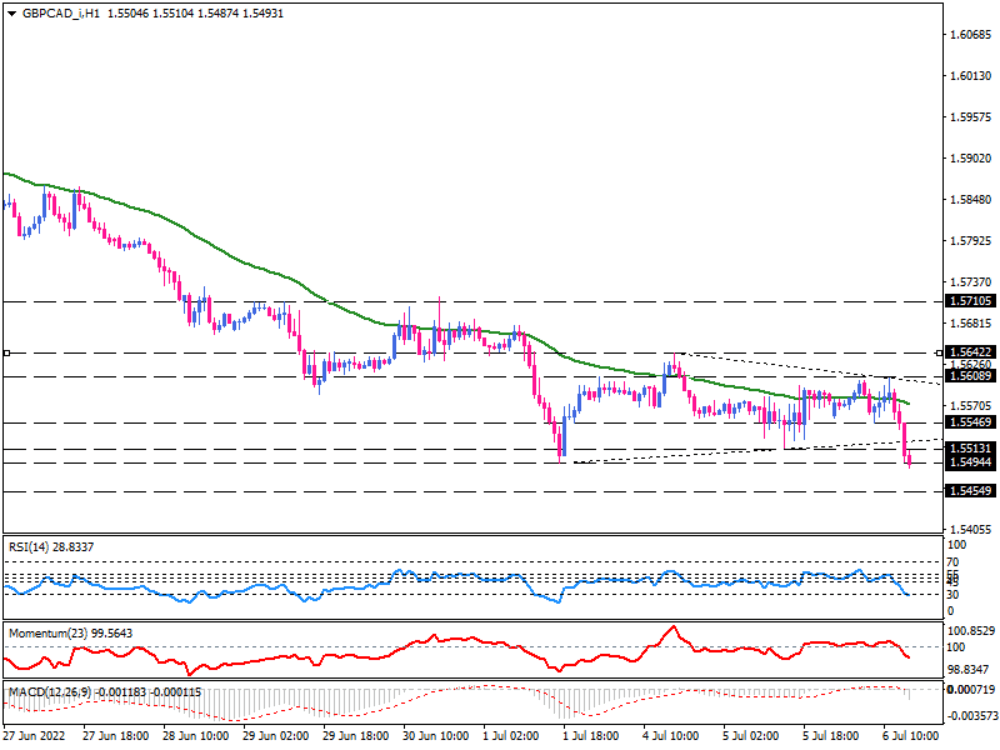 GBPCAD_i,H1 1.55046 1.55104 1.54874 1.54931
1.60685
1.60130
1.59575
1.59020
1.58480
1.57925
1.57370
1.57105
1.56815
1.56422
1.56260
1.56089
1.55705
1.55469
1.55131
1.54944
1.54549
1.54055
RSI(14) 28.8337
100
70
30
0
Momentum(23) 99.5643
100.8529
100
98.8347
MACD(12,26,9) -0.001183 -0.000115
0.000719
-0.003573
27 Jun 2022
27 Jun 18:00
28 Jun 10:00
29 Jun 02:00
29 Jun 18:00
30 Jun 10:00
1 Jul 02:00
1 Jul 18:00
4 Jul 10:00
5 Jul 02:00
5 Jul 18:00
6 Jul 10:00